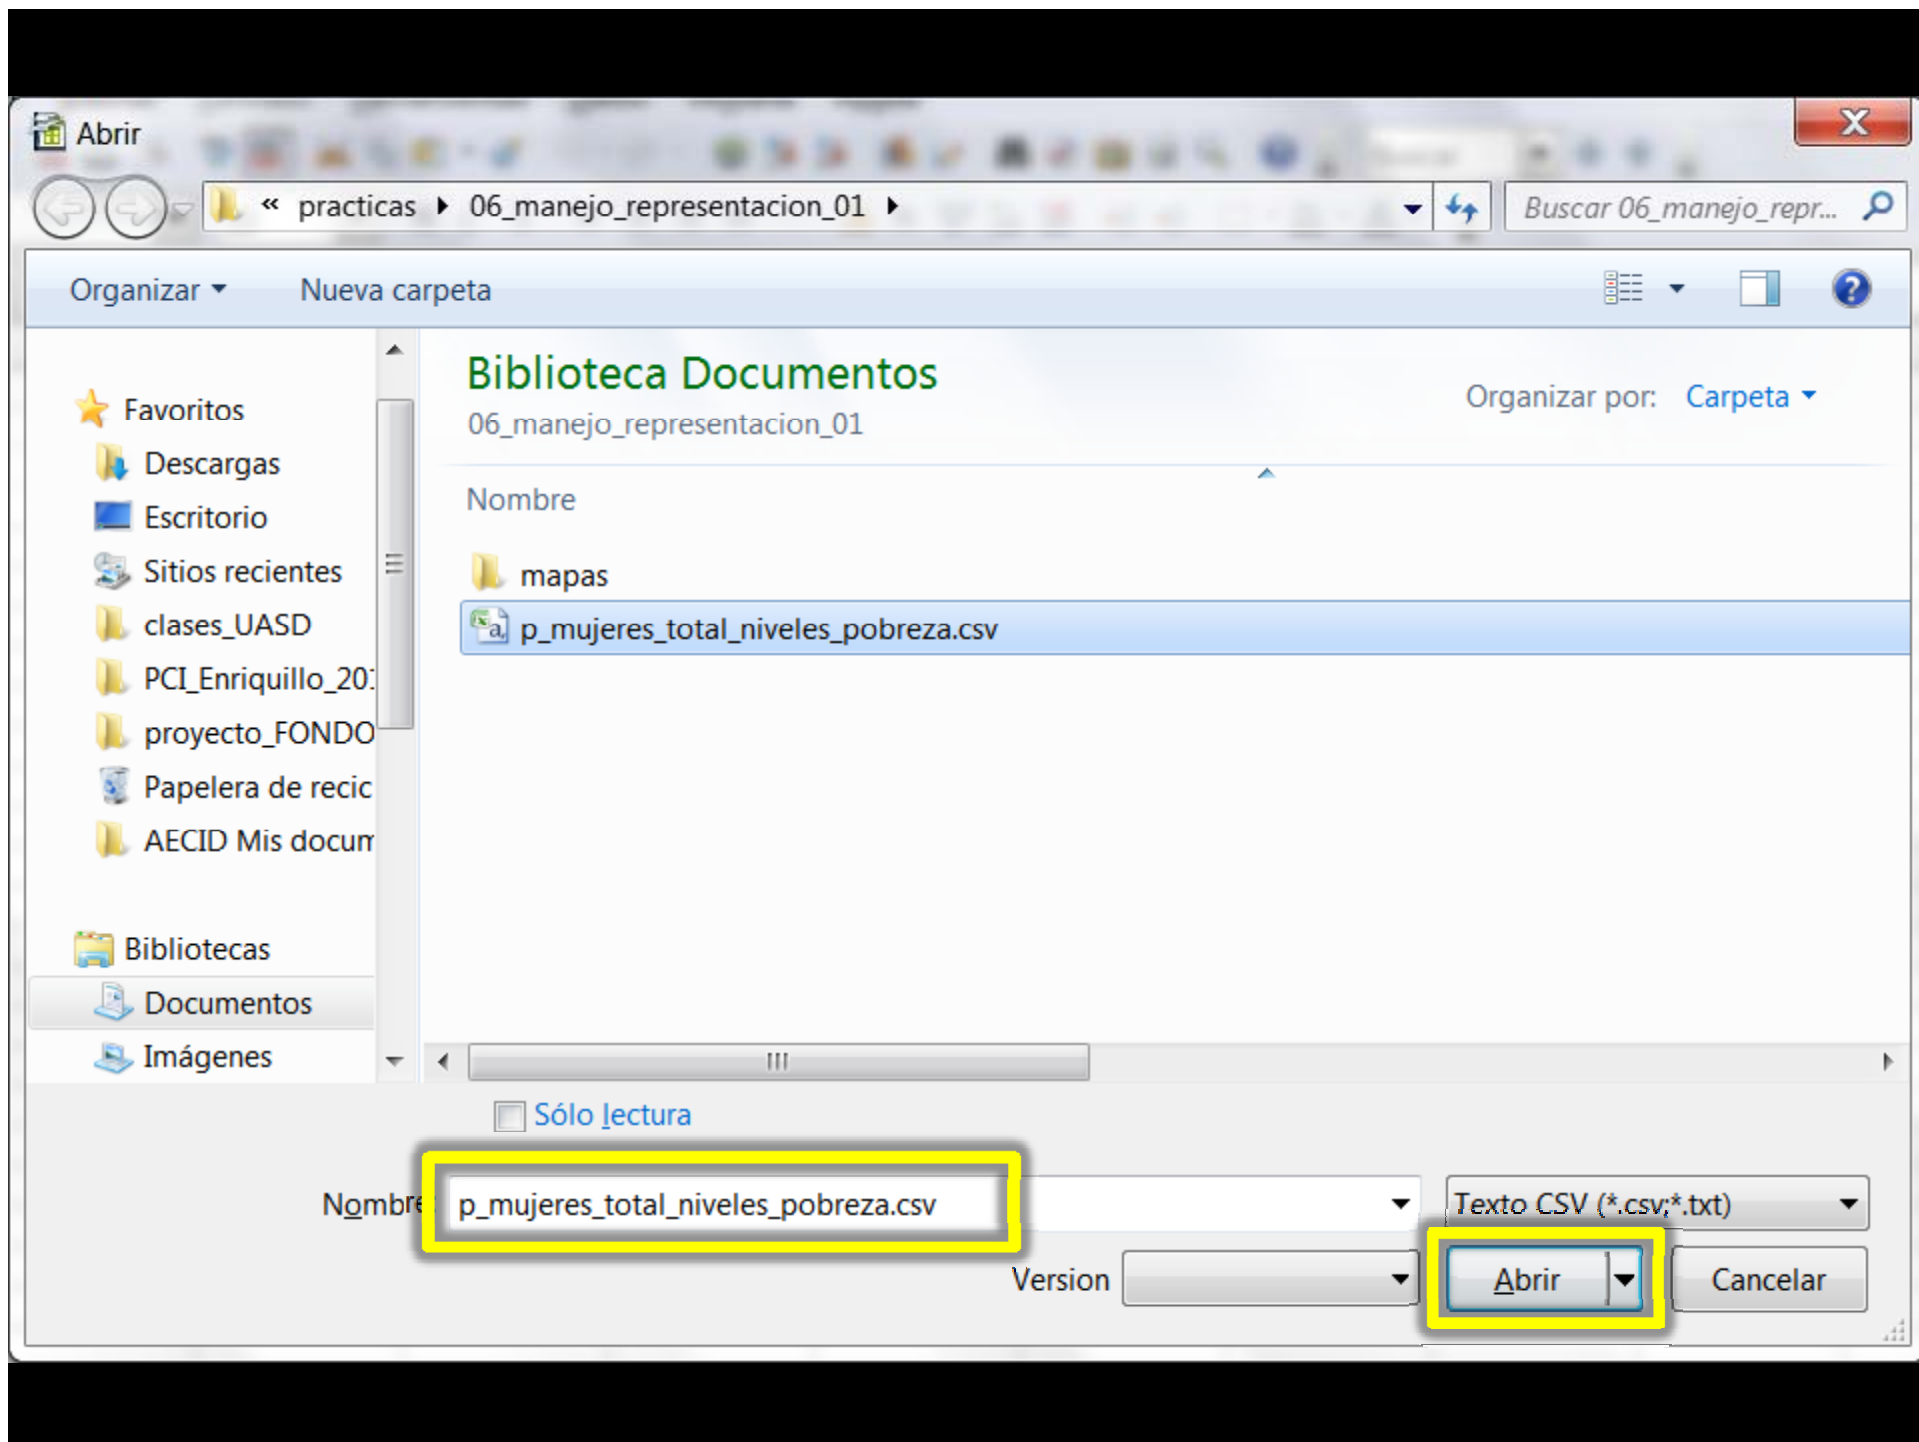 Abrir
« practicas 06_manejo_representacion_01
Buscar 06_manejo_repr...
Organizar Nueva carpeta
Biblioteca Documentos
06_manejo_representacion_01
Organizar por: Carpeta
Nombre
mapas
p_mujeres_total_niveles_pobreza.csv
Favoritos
Descargas
Escritorio
Sitios recientes
clases_UASD
PCI_Enriquillo_20
proyecto_FONDO
Papelera de recic
AECID Mis docum
Bibliotecas
Documentos
Imágenes
Sólo lectura
Nombre p_mujeres_total_niveles_pobreza.csv Texto CSV (*.csv;*.txt)
Version Abrir Cancelar